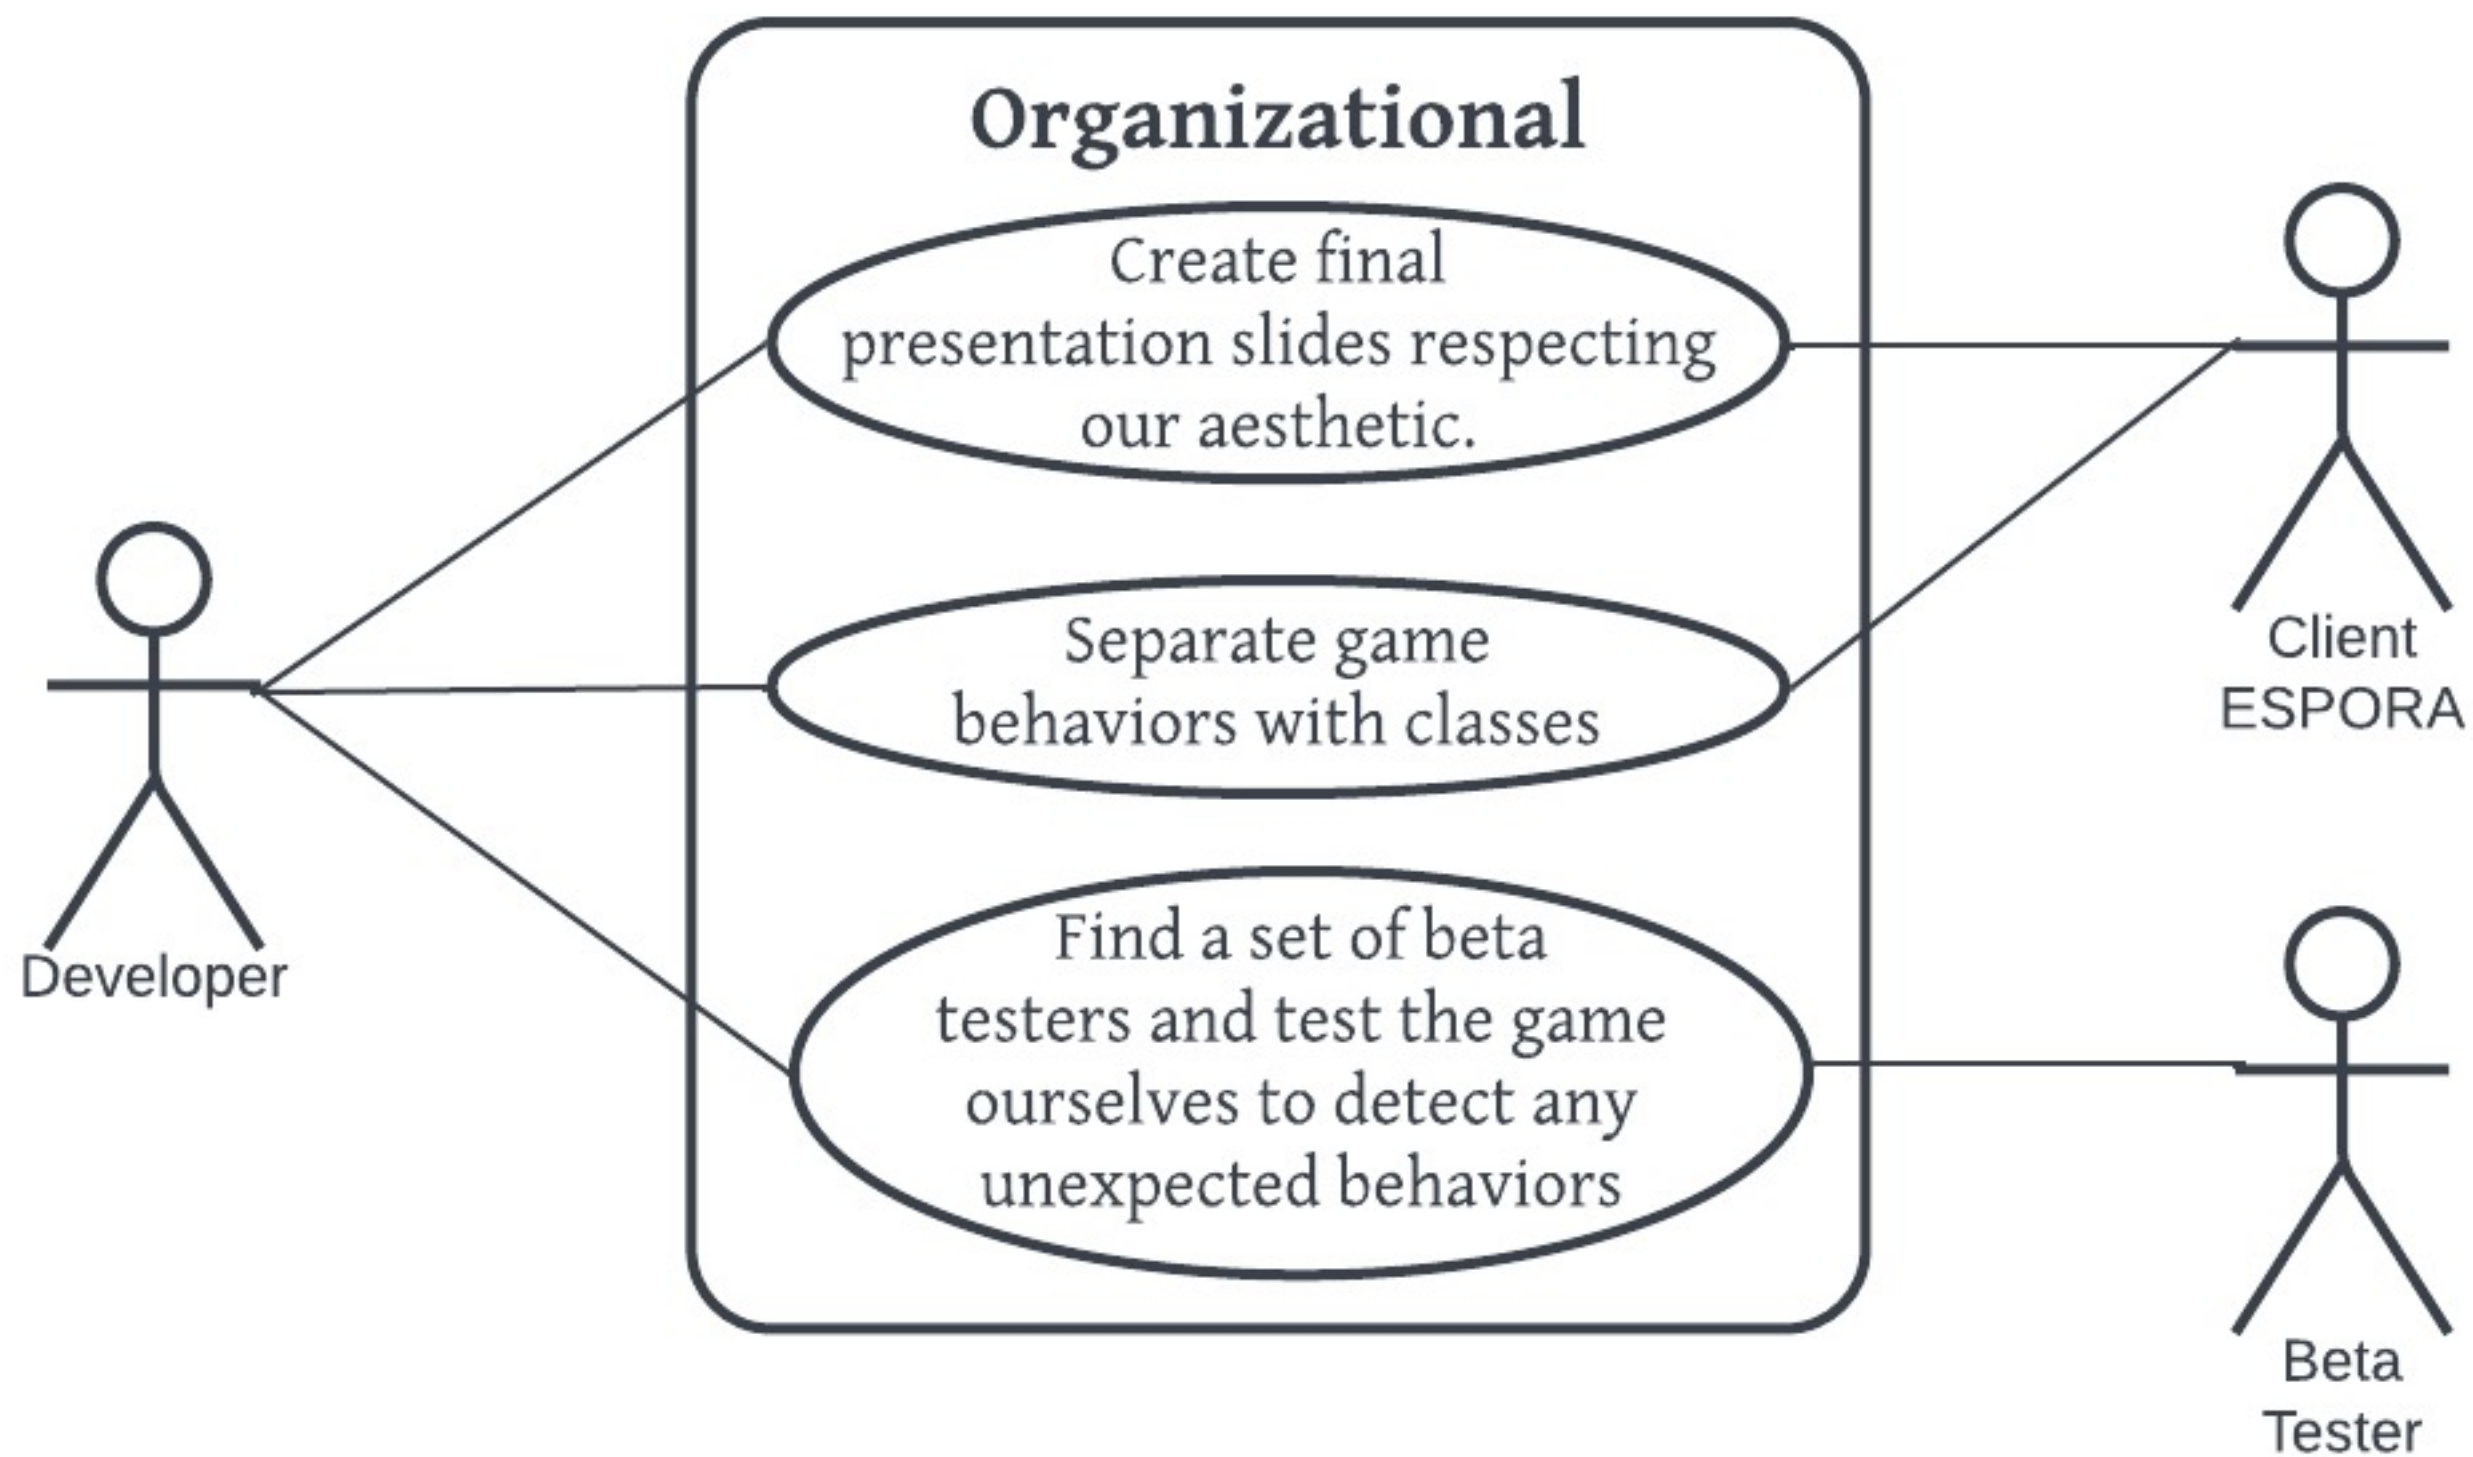 Organizational
Create final
presentation slides respecting
our aesthetic.
Separate game
behaviors with classes
Find a set of beta
testers and test the game
ourselves to detect any
unexpected behaviors
Developer
Client
ESPORA
Beta
Tester